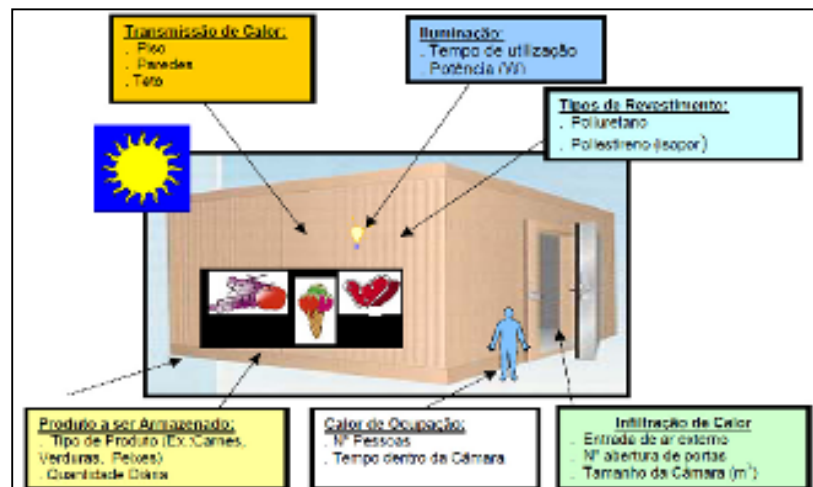 Transmissão de Calor:
. Piso
. Paredes
. Teto
Iluminação:
. Tempo de utilização
. Potência (W)
Tipos de Revestimento:
. Poliuretano
. Poliestireno (isopor)
Produto a ser Armazenado:
. Tipo de Produto (Ex.:Carnes,
Verduras, Peixes)
. Quantidade Diária
Calor de Ocupação:
. Nº Pessoas
. Tempo dentro da Câmara
Infiltração de Calor
. Entrada de ar externo
. Nº abertura de portas
. Tamanho da Câmara (m³)